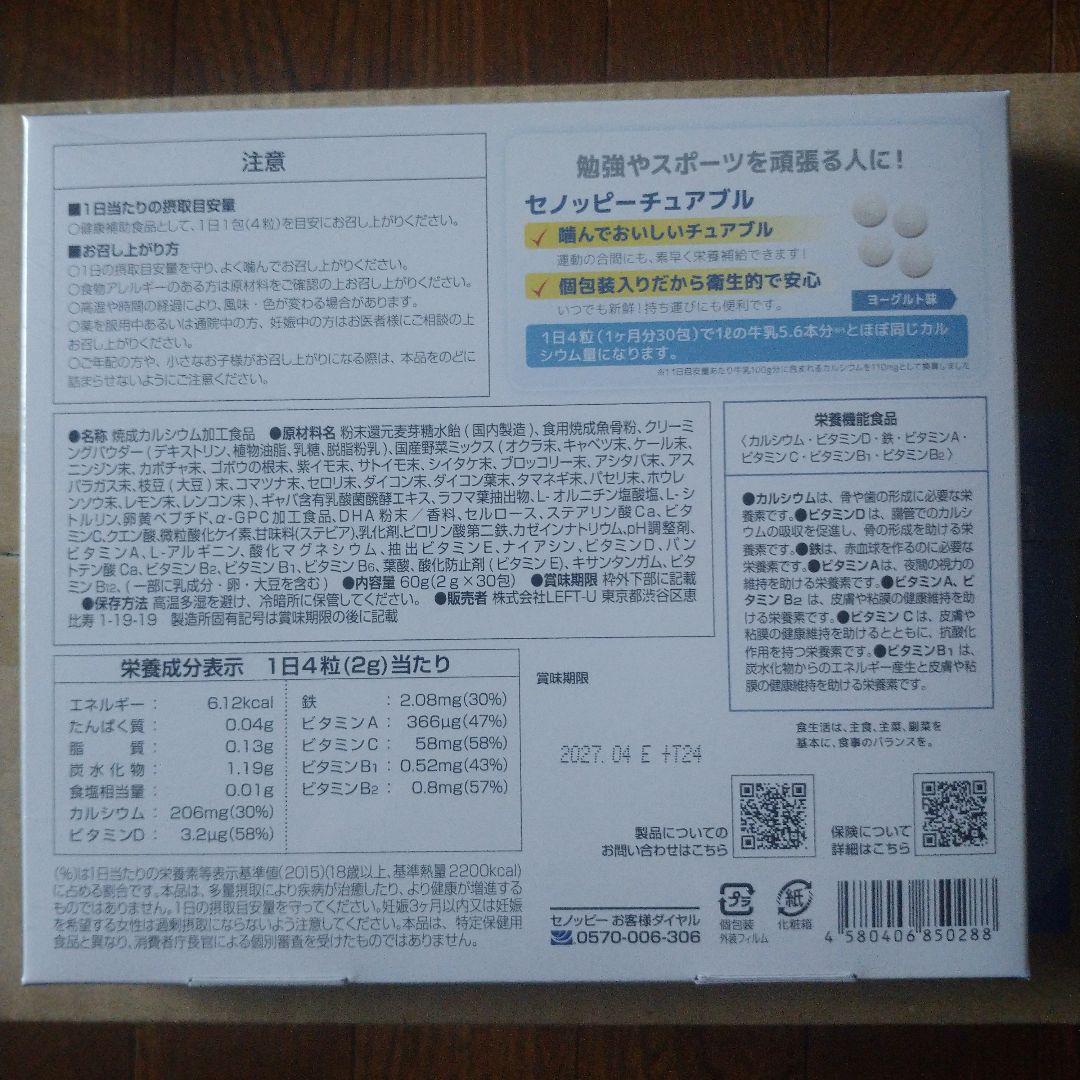 注意
■1日当たりの摂取目安量
○健康補助食品として、1日1包(4粒)を目安にお召し上がりください。
■お召し上がり方
○1日の摂取目安量を守り、よく噛んでお召し上がりください。
○食物アレルギーのある方は原材料をご確認の上お召し上がりください。
○高温や時間の経過により、風味・色が変わる場合があります。
○薬を服用中あるいは通院中の方、妊娠中の方はお医者様にご相談の上
お召し上がりください。
○ご年配の方や、小さなお子様がお召し上がりになる際は、本品をのどに
詰まらせないようにご注意ください。
勉強やスポーツを頑張る人に!
セノッピーチュアブル
噛んでおいしいチュアブル
運動の合間にも、素早く栄養補給できます!
個包装入りだから衛生的で安心
いつでも新鮮!持ち運びにも便利です。
ヨーグルト味
1日4粒(1ヶ月分30包)で1ℓの牛乳5.6本分※1とほぼ同じカル
シウム量になります。
※1 1日目安量あたり牛乳100g分に含まれるカルシウムを110mgとして換算しました
●名称 焼成カルシウム加工食品 ●原材料名 粉末還元麦芽糖水飴(国内製造)、食用焼成魚骨粉、クリーミ
ングパウダー(デキストリン、植物油脂、乳糖、脱脂粉乳)、国産野菜ミックス(オクラ末、キャベツ末、ケール末、
ニンジン末、カボチャ末、ゴボウの根末、紫イモ末、サトイモ末、シイタケ末、ブロッコリー末、アシタバ末、アス
パラガス末、枝豆(大豆)末、コマツナ末、セロリ末、ダイコン末、ダイコン葉末、タマネギ末、パセリ末、ホウレ
ンソウ末、レモン末、レンコン末)、ギャバ含有乳酸菌醗酵エキス、ラフマ葉抽出物、L-オルニチン塩酸塩、L-シ
トルリン、卵黄ペプチド、α-GPC加工食品、DHA粉末/香料、セルロース、ステアリン酸Ca、ビタ
ミンC、クエン酸、微粒酸化ケイ素、甘味料(ステビア)、乳化剤、ピロリン酸第二鉄、カゼインナトリウム、pH調整剤、
ビタミンA、L-アルギニン、酸化マグネシウム、抽出ビタミンE、ナイアシン、ビタミンD、パン
トテン酸Ca、ビタミンB2、ビタミンB1、ビタミンB6、葉酸、酸化防止剤(ビタミンE)、キサンタンガム、ビタ
ミンB12、(一部に乳成分・卵・大豆を含む) ●内容量 60g(2g×30包) ●賞味期限 枠外下部に記載
●保存方法 高温多湿を避け、冷暗所に保管してください。 ●販売者 株式会社LEFT-U 東京都渋谷区恵
比寿1-19-19 製造所固有記号は賞味期限の後に記載
栄養機能食品
〈カルシウム・ビタミンD・鉄・ビタミンA・
ビタミンC・ビタミンB1・ビタミンB2〉
●カルシウムは、骨や歯の形成に必要な栄
養素です。●ビタミンDは、腸管でのカルシ
ウムの吸収を促進し、骨の形成を助ける栄
養素です。●鉄は、赤血球を作るのに必要な
栄養素です。●ビタミンAは、夜間の視力の
維持を助ける栄養素です。●ビタミンA、ビ
タミンB2は、皮膚や粘膜の健康維持を助
ける栄養素です。●ビタミンCは、皮膚や
粘膜の健康維持を助けるとともに、抗酸化
作用を持つ栄養素です。●ビタミンB1は、
炭水化物からのエネルギー産生と皮膚や粘
膜の健康維持を助ける栄養素です。
食生活は、主食、主菜、副菜を
基本に、食事のバランスを。
栄養成分表示 1日4粒(2g)当たり
エネルギー: 6.12kcal
たんぱく質: 0.04g
脂質: 0.13g
炭水化物: 1.19g
食塩相当量: 0.01g
カルシウム: 206mg(30%)
ビタミンD: 3.2μg(58%)
鉄: 2.08mg(30%)
ビタミンA: 366μg(47%)
ビタミンC: 58mg(58%)
ビタミンB1: 0.52mg(43%)
ビタミンB2: 0.8mg(57%)
(%)は1日当たりの栄養素等表示基準値(2015)(18歳以上、基準熱量2200kcal)
に占める割合です。本品は、多量摂取により疾病が治癒したり、より健康が増進する
ものではありません。1日の摂取目安量を守ってください。妊娠3ヶ月以内又は妊娠
を希望する女性は過剰摂取にならないよう注意してください。本品は、特定保健用
食品と異なり、消費者庁長官による個別審査を受けたものではありません。
賞味期限
2027.04 E +T24
製品についての
お問い合わせはこちら
保険について
詳細はこちら
セノッピー お客様ダイヤル
0570-006-306
プラ
個包装
外装フィルム
紙
化粧箱
4 580406 850288